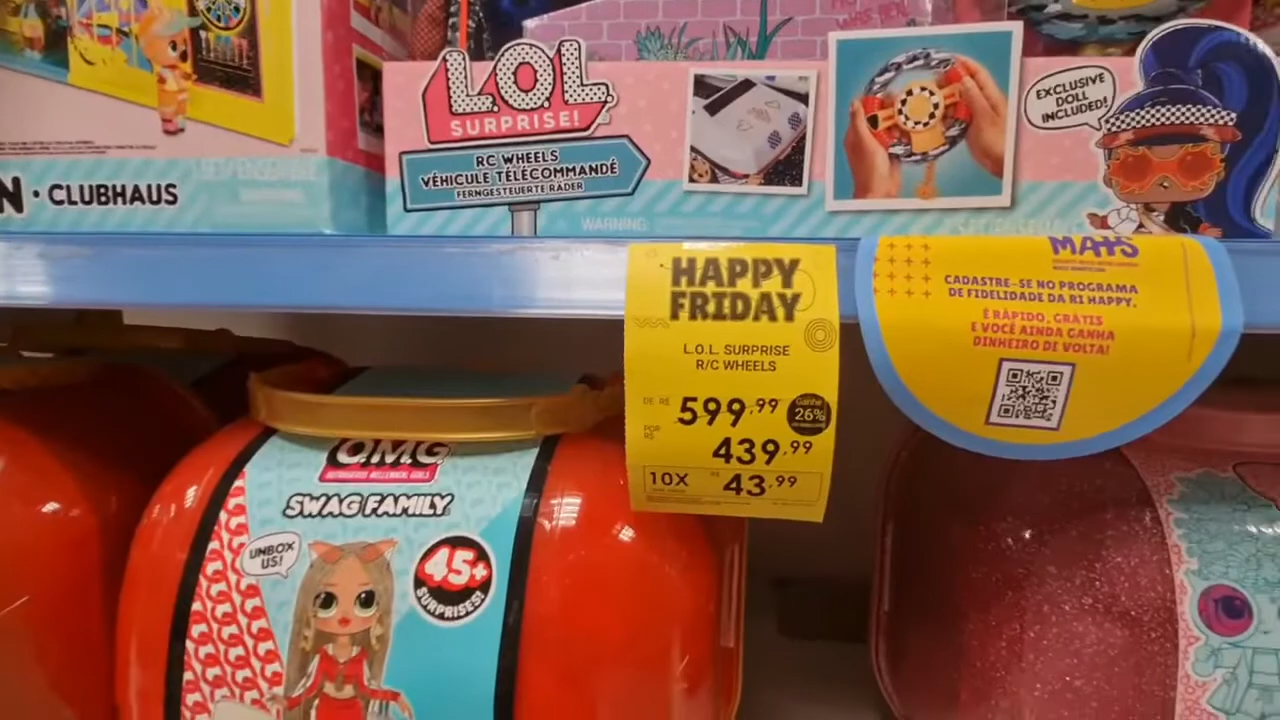 N · CLUBHAUS
L.O.L.
SURPRISE!
RC WHEELS
VÉHICULE TÉLÉCOMMANDÉ
FERNGESTEUERTE RÄDER
WARNING:
EXCLUSIVE
DOLL
INCLUDED!
HAPPY
FRIDAY
L.O.L. SURPRISE
R/C WHEELS
DE R$ 599,99
Ganhe
26%
POR
R$ 439,99
10X R$ 43,99
MAIS
CADASTRE-SE NO PROGRAMA
DE FIDELIDADE DA RI HAPPY.
É RÁPIDO, GRÁTIS
E VOCÊ AINDA GANHA
DINHEIRO DE VOLTA!
O.M.G.
SWAG FAMILY
UNBOX
US!
45+
SURPRISES!